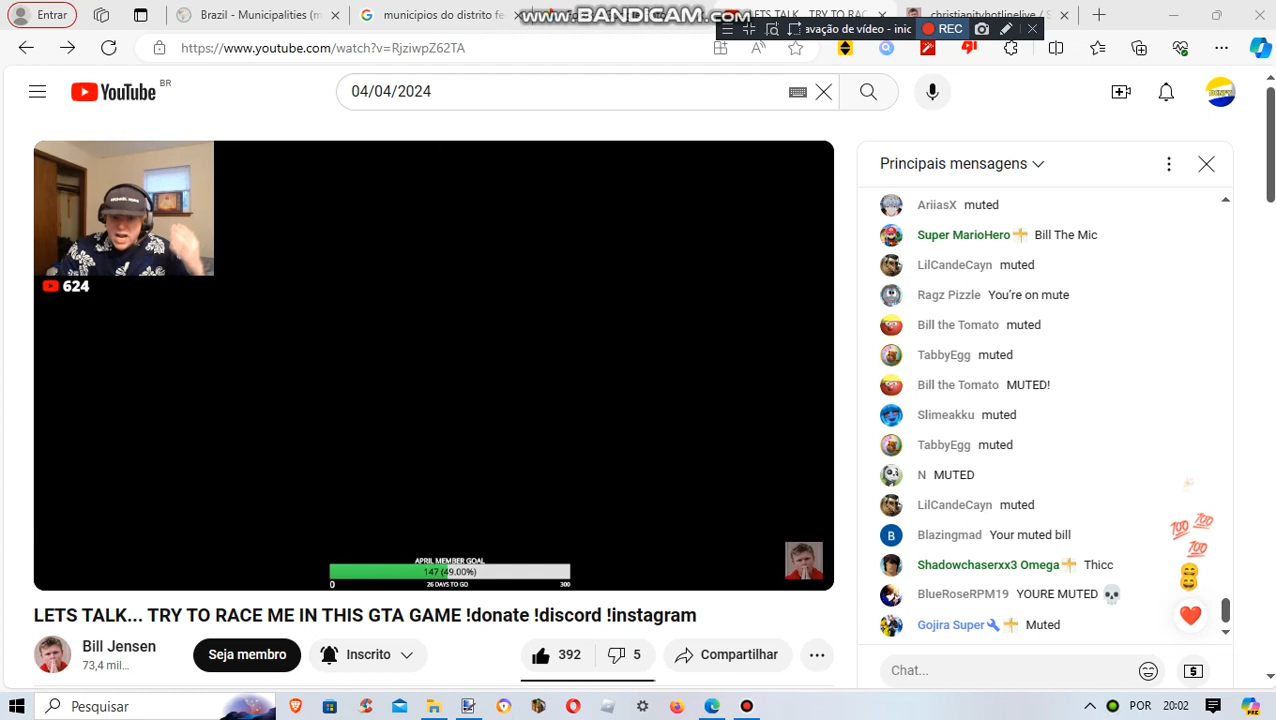 Entrar
Brazil - Municipalities (m
municipios do distrito fe
www.BANDICAM.com
LETS TALK... TRY TO RAC
christianvhotlinelive / S
avação de vídeo - inic
REC
https://www.youtube.com/watch?v=RjziwpZ62TA
YouTube BR
04/04/2024
624
APRIL MEMBER GOAL
147 (49.00%)
0 26 DAYS TO GO 300
LETS TALK... TRY TO RACE ME IN THIS GTA GAME !donate !discord !instagram
Bill Jensen
73,4 mil...
Seja membro
Inscrito
392
5
Compartilhar
Principais mensagens
AriiasX muted
Super MarioHero Bill The Mic
LilCandeCayn muted
Ragz Pizzle You're on mute
Bill the Tomato muted
TabbyEgg muted
Bill the Tomato MUTED!
Slimeakku muted
TabbyEgg muted
N MUTED
LilCandeCayn muted
B Blazingmad Your muted bill
Shadowchaserxx3 Omega Thicc
BlueRoseRPM19 YOURE MUTED
Gojira Super Muted
Chat...
Pesquisar
POR
20:02